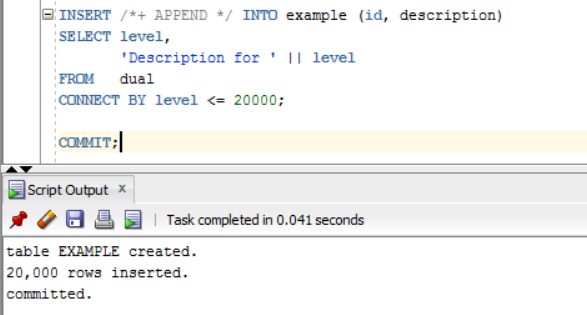 INSERT /*+ APPEND */ INTO example (id, description)
SELECT level,
'Description for ' || level
FROM dual
CONNECT BY level <= 20000;
COMMIT;
Script Output x
Task completed in 0.041 seconds
table EXAMPLE created.
20,000 rows inserted.
committed.